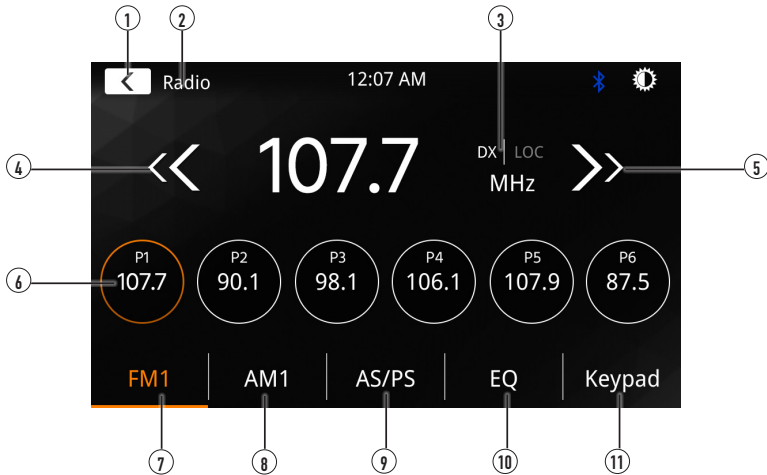 1 2 3
Radio 12:07 AM
4 107.7 DX LOC 5
MHz
P1 P2 P3 P4 P5 P6
6 107.7 90.1 98.1 106.1 107.9 87.5
FM1 AM1 AS/PS EQ Keypad
7 8 9 10 11